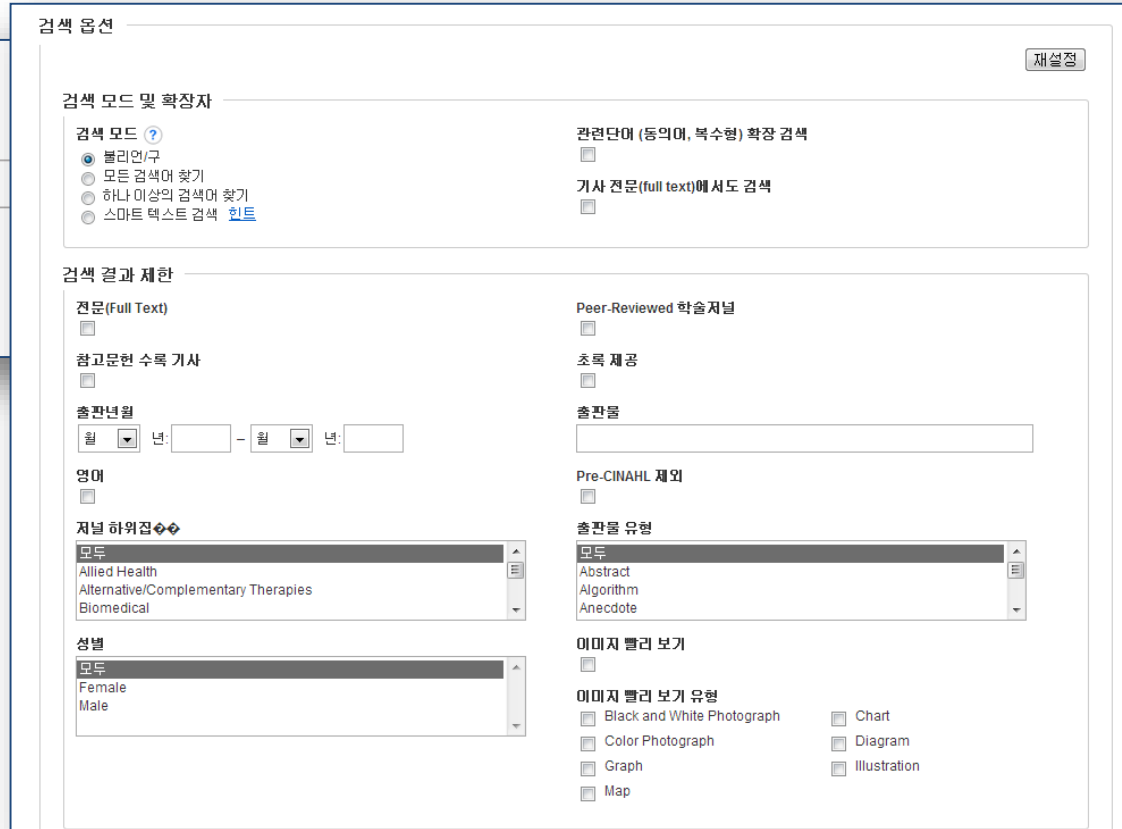 검색 옵션
재설정
검색 모드 및 확장자
검색 모드 ?
불리언/구
모든 검색어 찾기
하나 이상의 검색어 찾기
스마트 텍스트 검색 힌트
관련단어 (동의어, 복수형) 확장 검색
기사 전문(full text)에서도 검색
검색 결과 제한
전문(Full Text)
Peer-Reviewed 학술저널
참고문헌 수록 기사
초록 제공
출판년월
월 년: – 월 년:
출판물
영어
Pre-CINAHL 제외
저널 하위집��
모두
Allied Health
Alternative/Complementary Therapies
Biomedical
출판물 유형
모두
Abstract
Algorithm
Anecdote
성별
모두
Female
Male
이미지 빨리 보기
이미지 빨리 보기 유형
Black and White Photograph
Chart
Color Photograph
Diagram
Graph
Illustration
Map